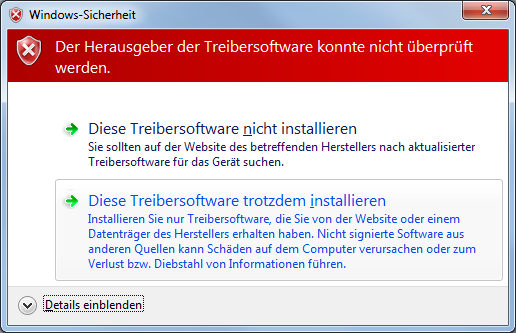 Windows-Sicherheit
Der Herausgeber der Treibersoftware konnte nicht überprüft
werden.
Diese Treibersoftware nicht installieren
Sie sollten auf der Website des betreffenden Herstellers nach aktualisierter
Treibersoftware für das Gerät suchen.
Diese Treibersoftware trotzdem installieren
Installieren Sie nur Treibersoftware, die Sie von der Website oder einem
Datenträger des Herstellers erhalten haben. Nicht signierte Software aus
anderen Quellen kann Schäden auf dem Computer verursachen oder zum
Verlust bzw. Diebstahl von Informationen führen.
Details einblenden